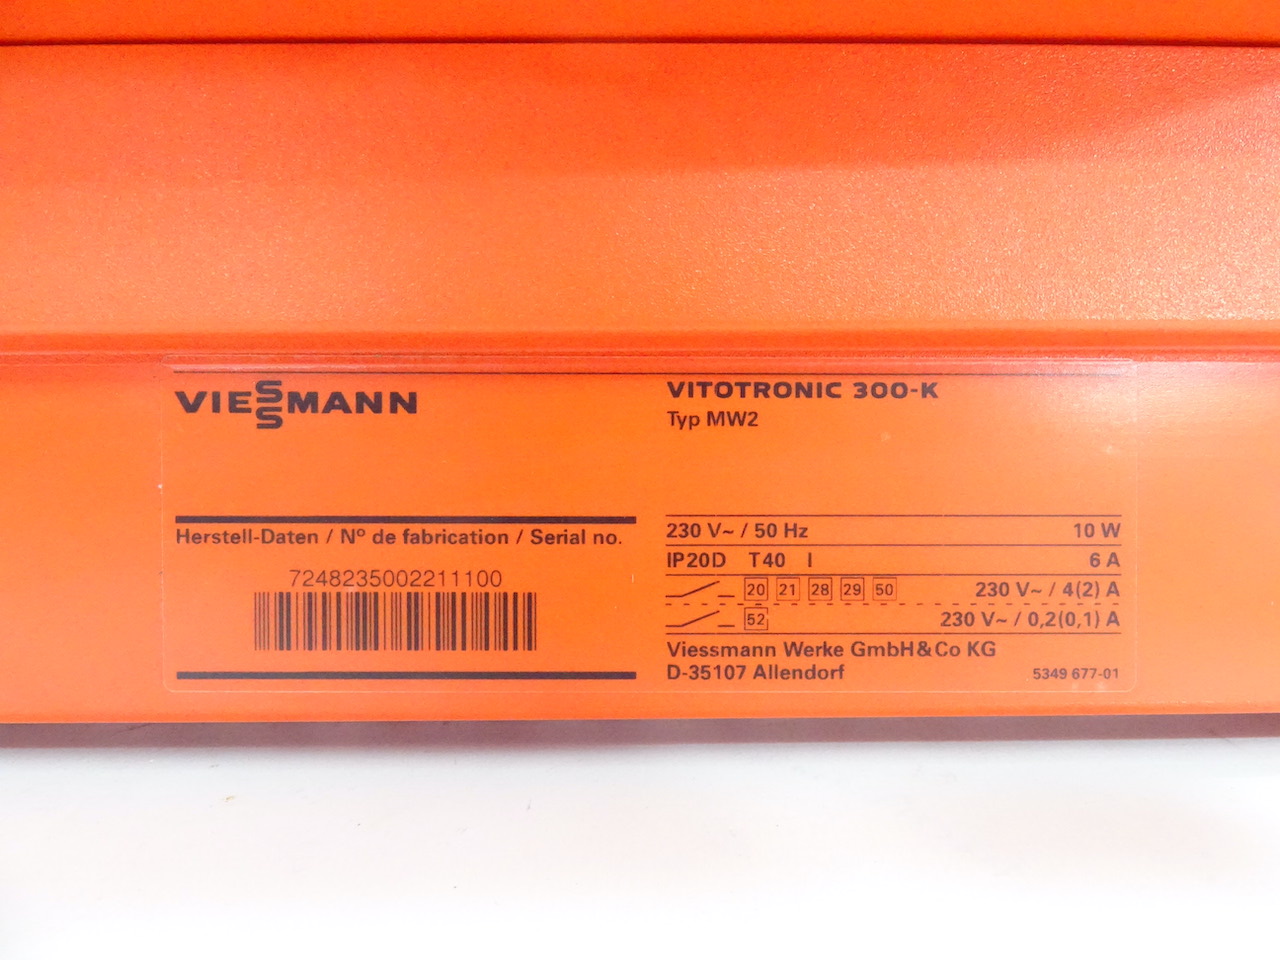 VIESSMANN
VITOTRONIC 300-K
Typ MW2
Herstell-Daten / Nº de fabrication / Serial no.
7248235002211100
230 V~ / 50 Hz 10 W
IP20D T40 I 6 A
20 21 28 29 50 230 V~ / 4(2) A
52 230 V~ / 0,2(0,1) A
Viessmann Werke GmbH&Co KG
D-35107 Allendorf 5349 677-01